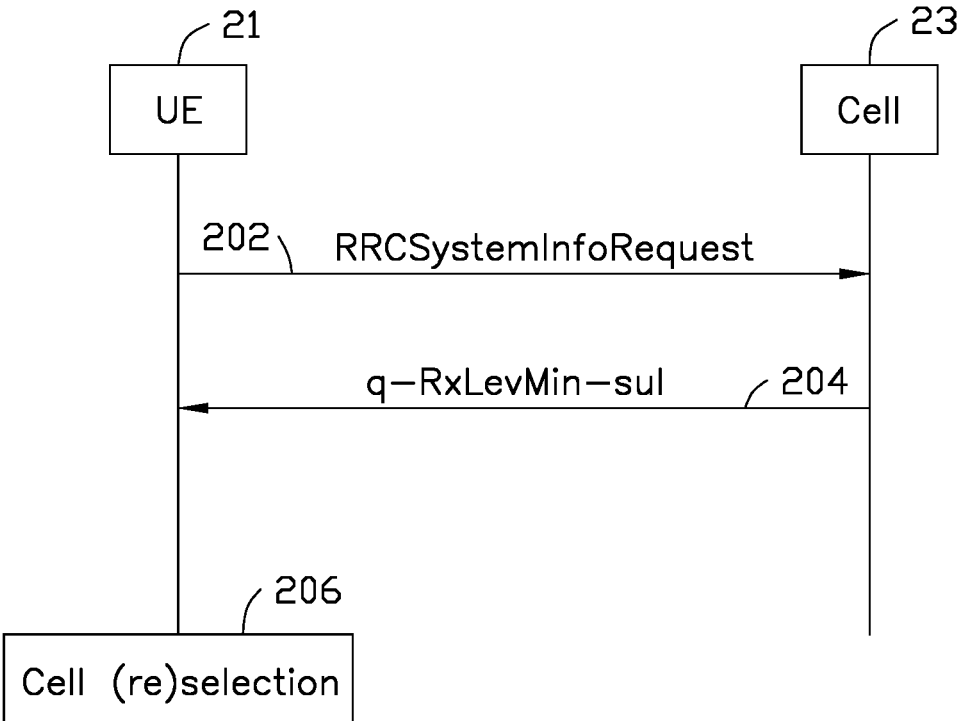 21
23
UE
Cell
202
RRCSystemInfoRequest
q-RxLevMin-sul
204
206
Cell (re)selection